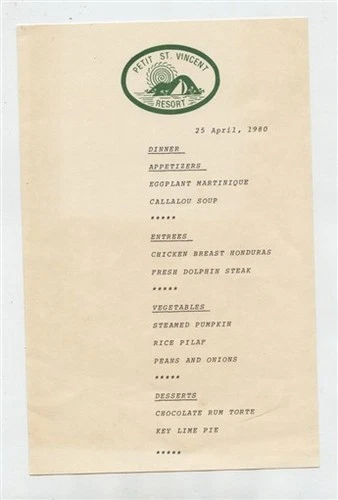 PETIT ST. VINCENT
RESORT
25 April, 1980
DINNER
APPETIZERS
EGGPLANT MARTINIQUE
CALLALOU SOUP
*****
ENTREES
CHICKEN BREAST HONDURAS
FRESH DOLPHIN STEAK
*****
VEGETABLES
STEAMED PUMPKIN
RICE PILAF
PEANS AND ONIONS
*****
DESSERTS
CHOCOLATE RUM TORTE
KEY LIME PIE
*****